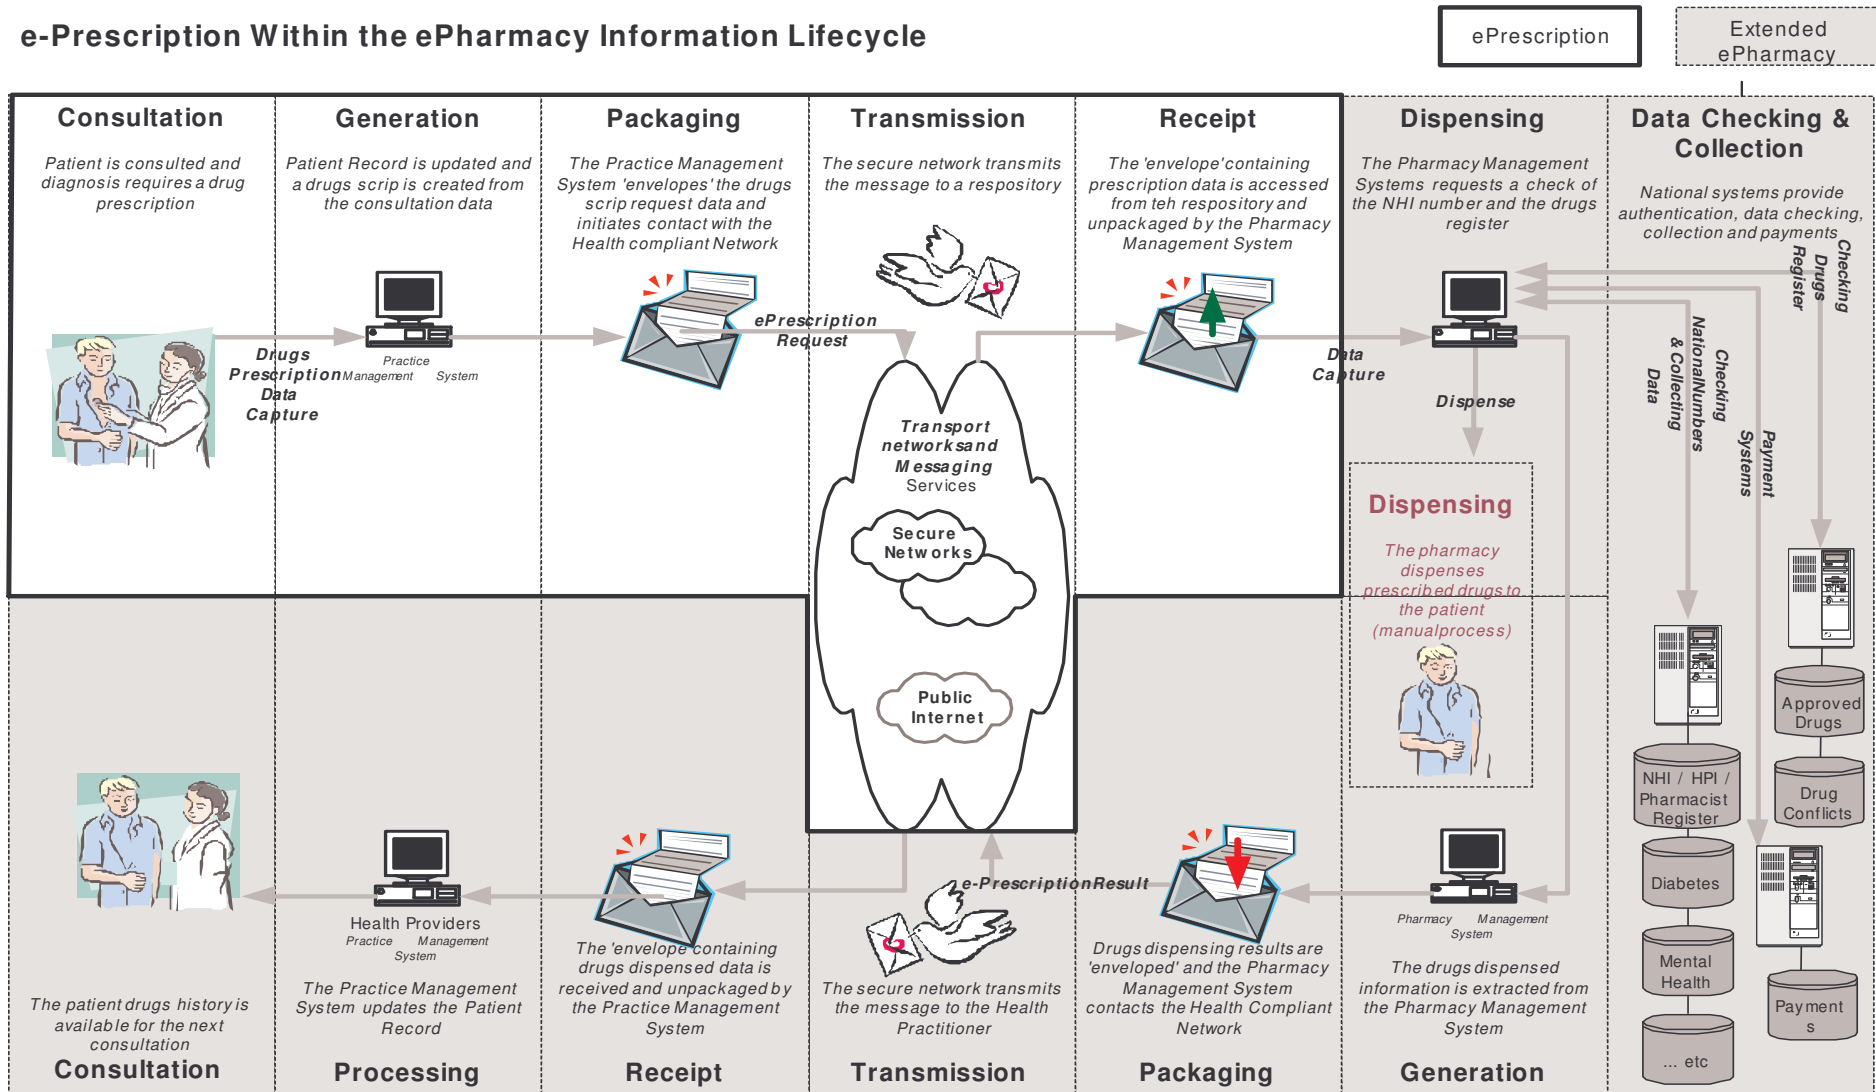 e-Prescription Within the ePharmacy Information Lifecycle
ePrescription
Extended
ePharmacy
Consultation
Patient is consulted and
diagnosis requires a drug
prescription
Generation
Patient Record is updated and
a drugs scrip is created from
the consultation data
Packaging
The Practice Management
System 'envelopes' the drugs
scrip request data and
initiates contact with the
Health compliant Network
Transmission
The secure network transmits
the message to a respository
Receipt
The 'envelope' containing
prescription data is accessed
from teh respository and
unpackaged by the Pharmacy
Management System
Dispensing
The Pharmacy Management
Systems requests a check of
the NHI number and the drugs
register
Data Checking &
Collection
National systems provide
authentication, data checking,
collection and payments
Drugs
Prescription
Data
Capture
Practice
Management System
ePrescription
Request
Data
Capture
Dispense
Checking
Drugs
Register
Checking
NationalNumbers
& Collecting
Data
Payment
Systems
Transport
networksand
Messaging
Services
Secure
Networks
Public
Internet
Dispensing
The pharmacy
dispenses
prescribed drugs to
the patient
(manualprocess)
Approved
Drugs
Drug
Conflicts
NHI / HPI /
Pharmacist
Register
Diabetes
Mental
Health
... etc
Payment
s
Health Providers
Practice Management
System
e-PrescriptionResult
Pharmacy Management
System
The patient drugs history is
available for the next
consultation
Consultation
The Practice Management
System updates the Patient
Record
Processing
The 'envelope containing
drugs dispensed data is
received and unpackaged by
the Practice Management
System
Receipt
The secure network transmits
the message to the Health
Practitioner
Transmission
Drugs dispensing results are
'enveloped' and the Pharmacy
Management System
contacts the Health Compliant
Network
Packaging
The drugs dispensed
information is extracted from
the Pharmacy Management
System
Generation